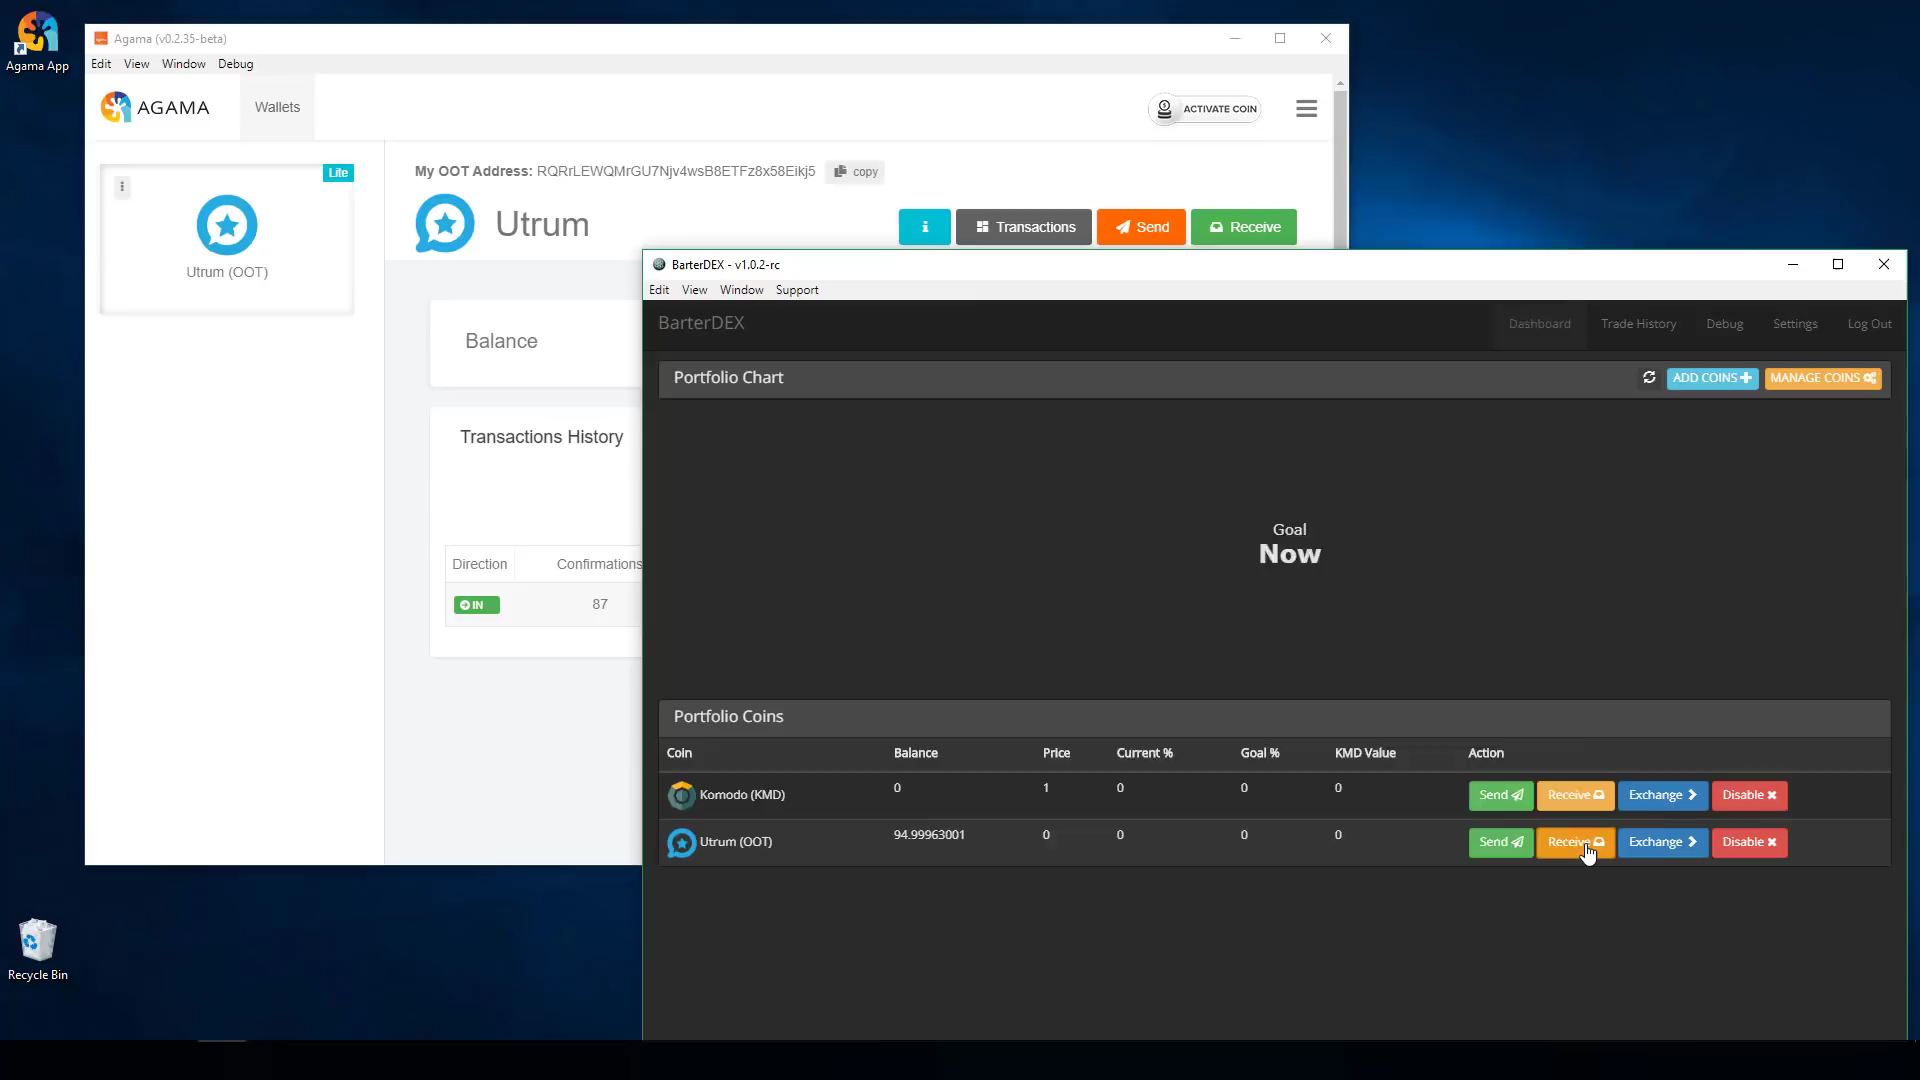 Agama App
Agama (v0.2.35-beta)
Edit View Window Debug
AGAMA
Wallets
ACTIVATE COIN
Lite
Utrum (OOT)
My OOT Address: RQRrLEWQMrGU7Njv4wsB8ETFz8x58Eikj5 copy
Utrum
i Transactions Send Receive
Balance
Transactions History
Direction Confirmations
IN 87
BarterDEX - v1.0.2-rc
Edit View Window Support
BarterDEX
Dashboard Trade History Debug Settings Log Out
Portfolio Chart
ADD COINS MANAGE COINS
Goal
Now
Portfolio Coins
Coin Balance Price Current % Goal % KMD Value Action
Komodo (KMD) 0 1 0 0 0 Send Receive Exchange Disable
Utrum (OOT) 94.99963001 0 0 0 0 Send Receive Exchange Disable
Recycle Bin